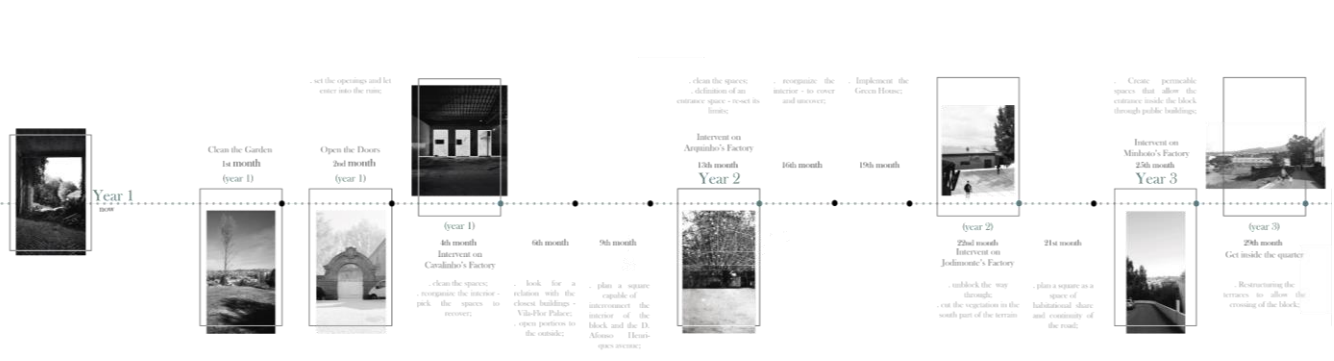 Year 1
now
Clean the Garden
1st month
(year 1)
. set the openings and let
enter into the ruin;
Open the Doors
2nd month
(year 1)
(year 1)
4th month
Intervent on
Cavalinho's Factory
. clean the spaces;
. reorganize the interior -
pick the spaces to
recover;
6th month
. look for a
relation with the
closest buildings -
Vila-Flor Palace;
. open porticos to
the outside;
9th month
. plan a square
capable of
interconnect the
interior of the
block and the D.
Afonso Henri-
ques avenue;
. clean the spaces;
. definition of an
entrance space - re-set its
limits;
Intervent on
Arquinho's Factory
13th month
Year 2
. reorganize the
interior - to cover
and uncover;
16th month
. Implement the
Green House;
19th month
(year 2)
22nd month
Intervent on
Jodimonte's Factory
. unblock the way
through;
. cut the vegetation in the
south part of the terrain
21st month
. plan a square as a
space of
habitational share
and continuity of
the road;
. Create permeable
spaces that allow the
entrance inside the block
through public buildings;
Intervent on
Minhoto's Factory
25th month
Year 3
(year 3)
29th month
Get inside the quarter
. Restructuring the
terraces to allow the
crossing of the block;